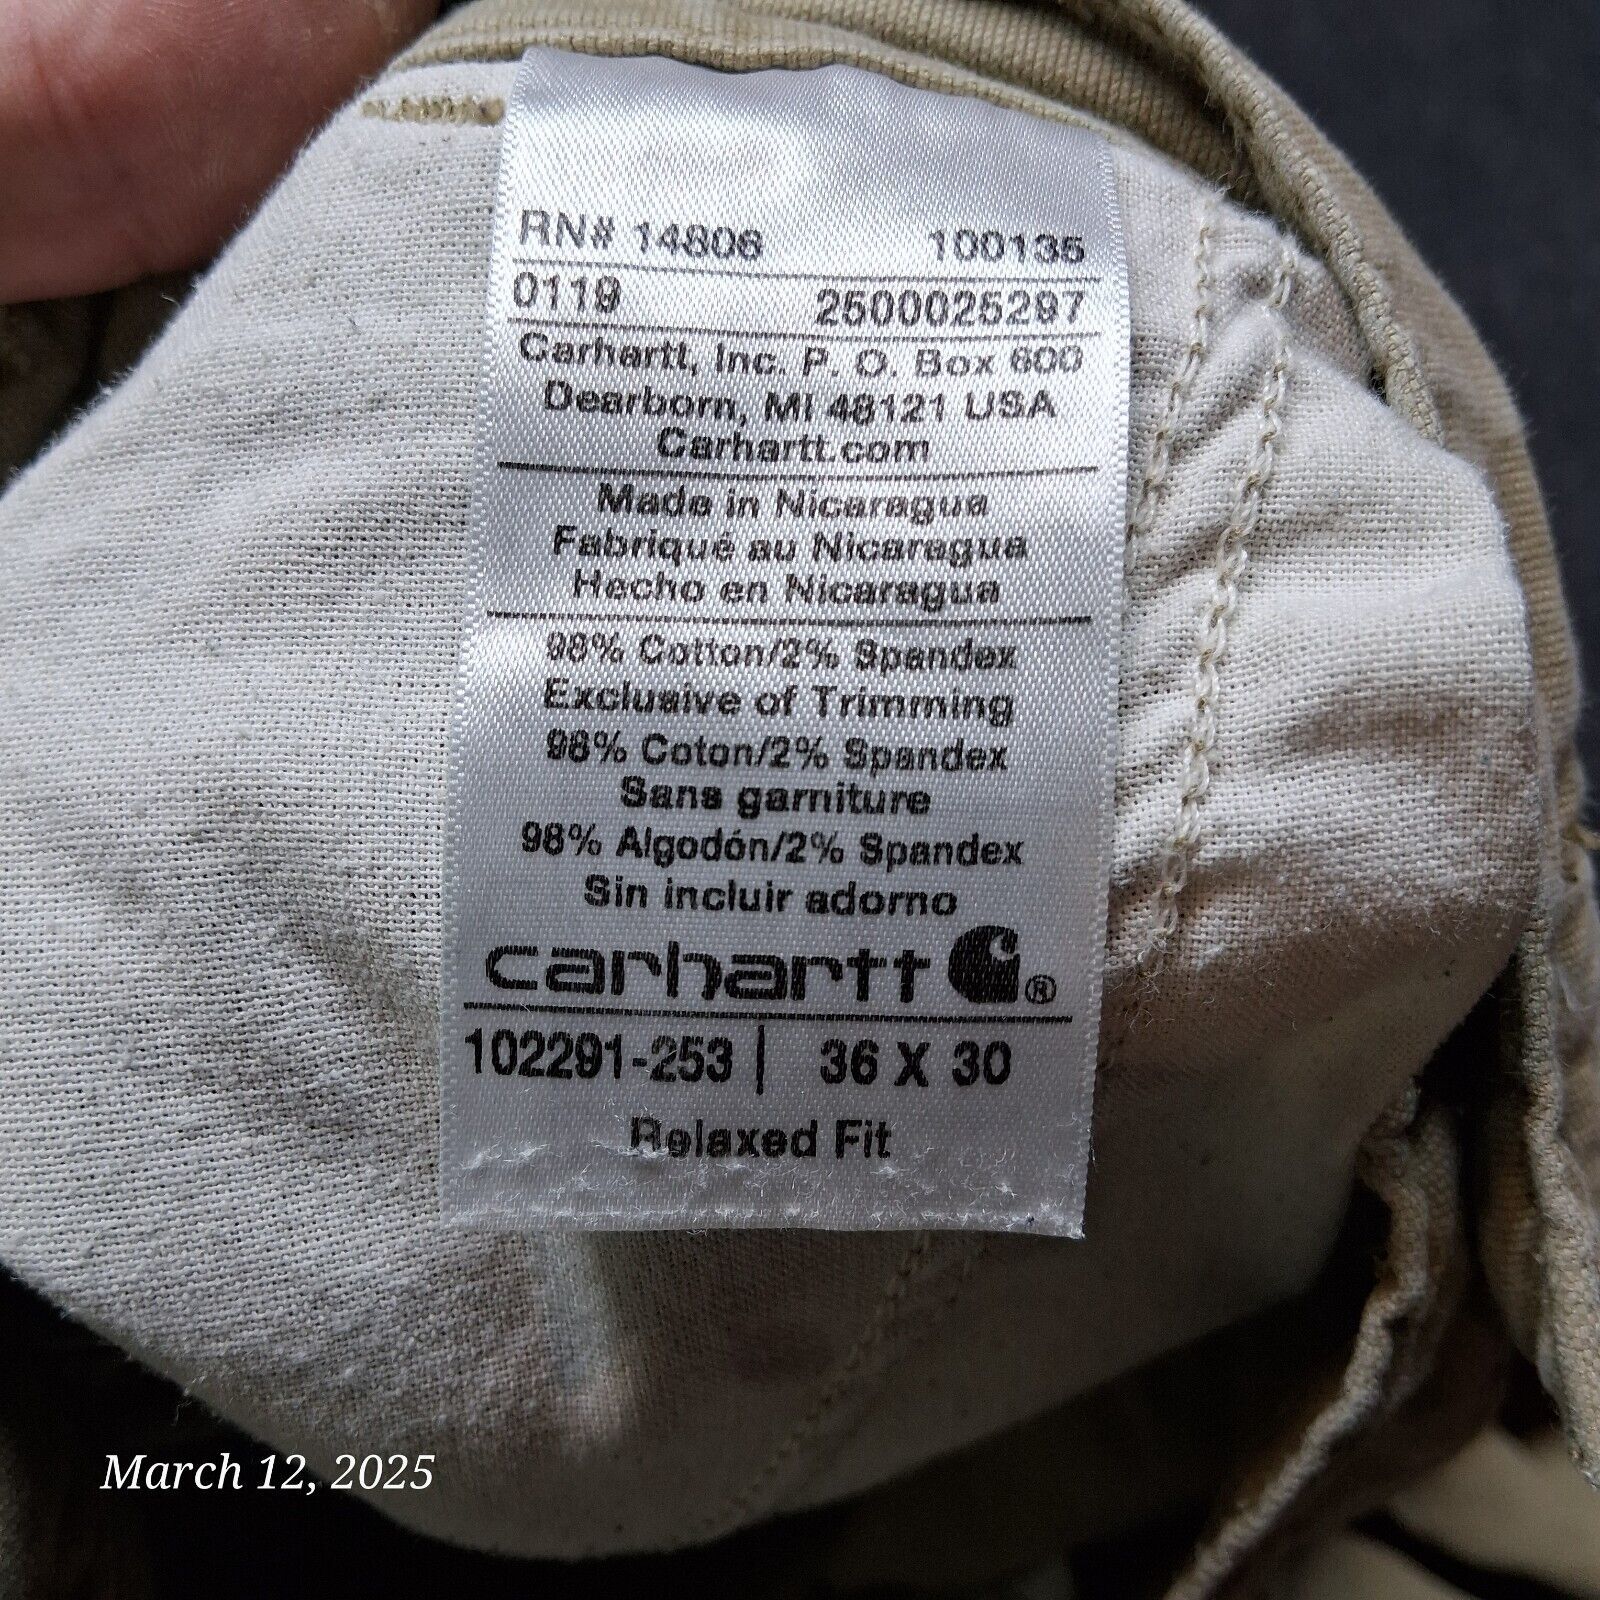 RN# 14806 100135
0119 2500025297
Carhartt, Inc. P. O. Box 600
Dearborn, MI 48121 USA
Carhartt.com
Made in Nicaragua
Fabriqué au Nicaragua
Hecho en Nicaragua
98% Cotton/2% Spandex
Exclusive of Trimming
98% Coton/2% Spandex
Sans garniture
98% Algodón/2% Spandex
Sin incluir adorno
carhartt ®
102291-253 | 36 X 30
Relaxed Fit
March 12, 2025